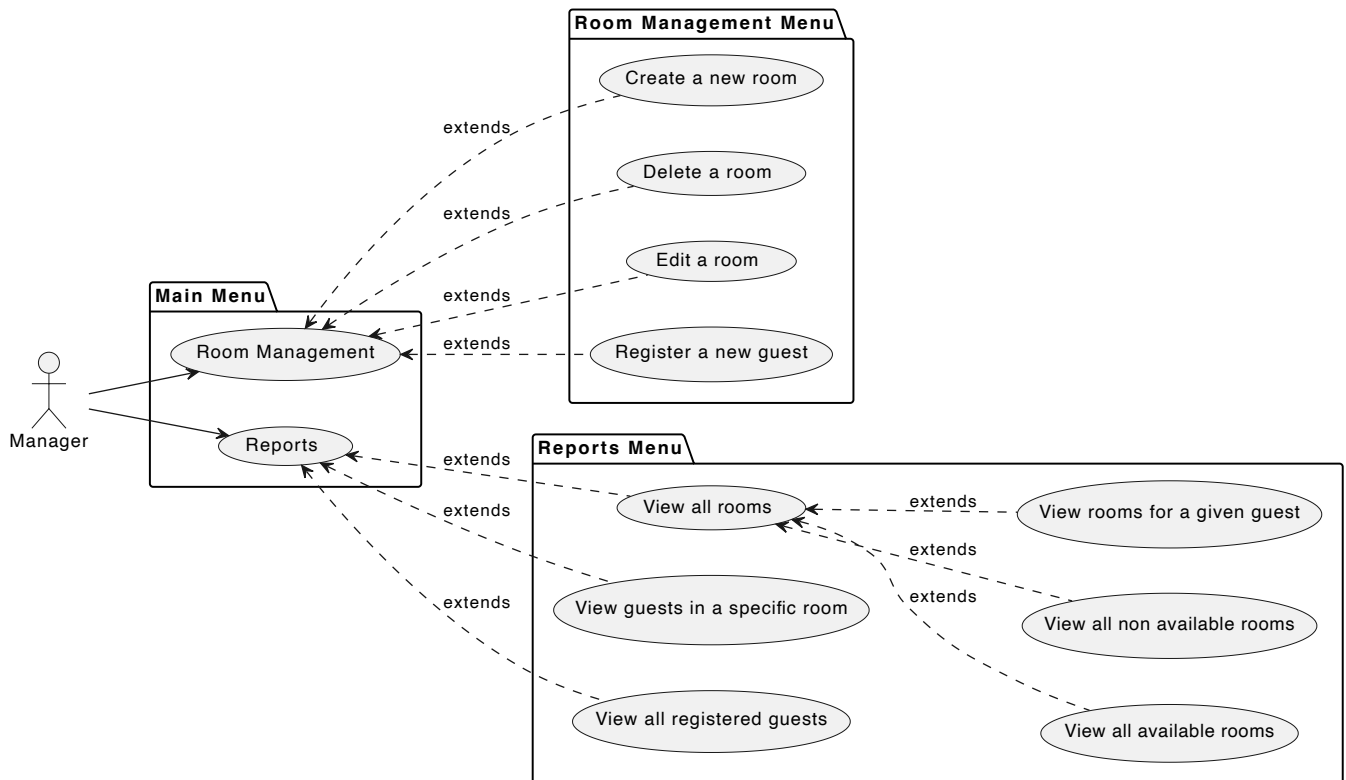 Room Management Menu
Create a new room
extends
Delete a room
extends
Edit a room
extends
Main Menu
Room Management
extends
Register a new guest
Manager
Reports
Reports Menu
extends
View all rooms
extends
View rooms for a given guest
extends
extends
View guests in a specific room
extends
extends
View all non available rooms
View all registered guests
View all available rooms